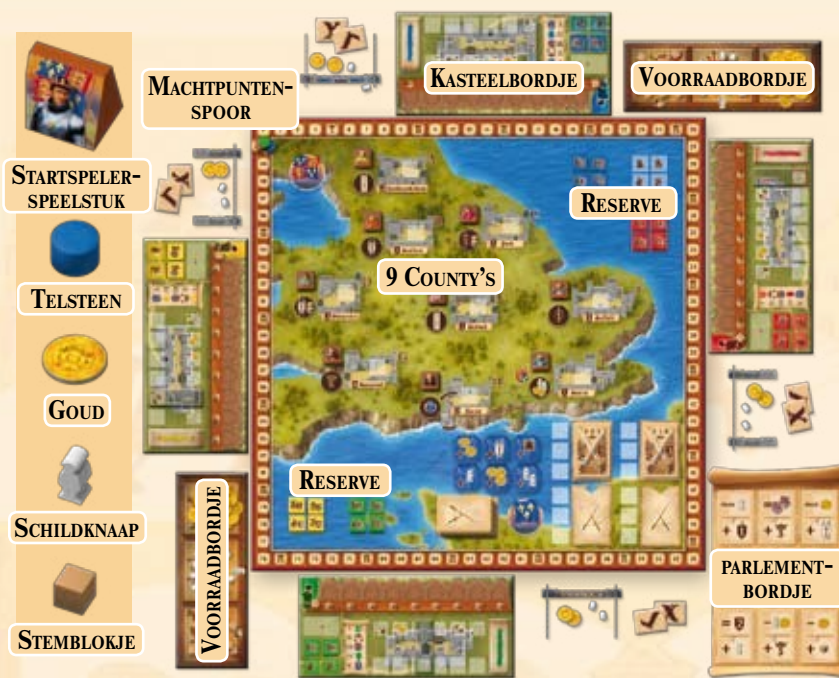 MACHTPUNTEN-
SPOOR
KASTEELBORDJE
VOORRAADBORDJE
STARTSPELER-
SPEELSTUK
RESERVE
9 COUNTY'S
TELSTEEN
GOUD
RESERVE
SCHILDKNAAP
VOORRAADBORDJE
PARLEMENT-
BORDJE
STEMBLOKJE